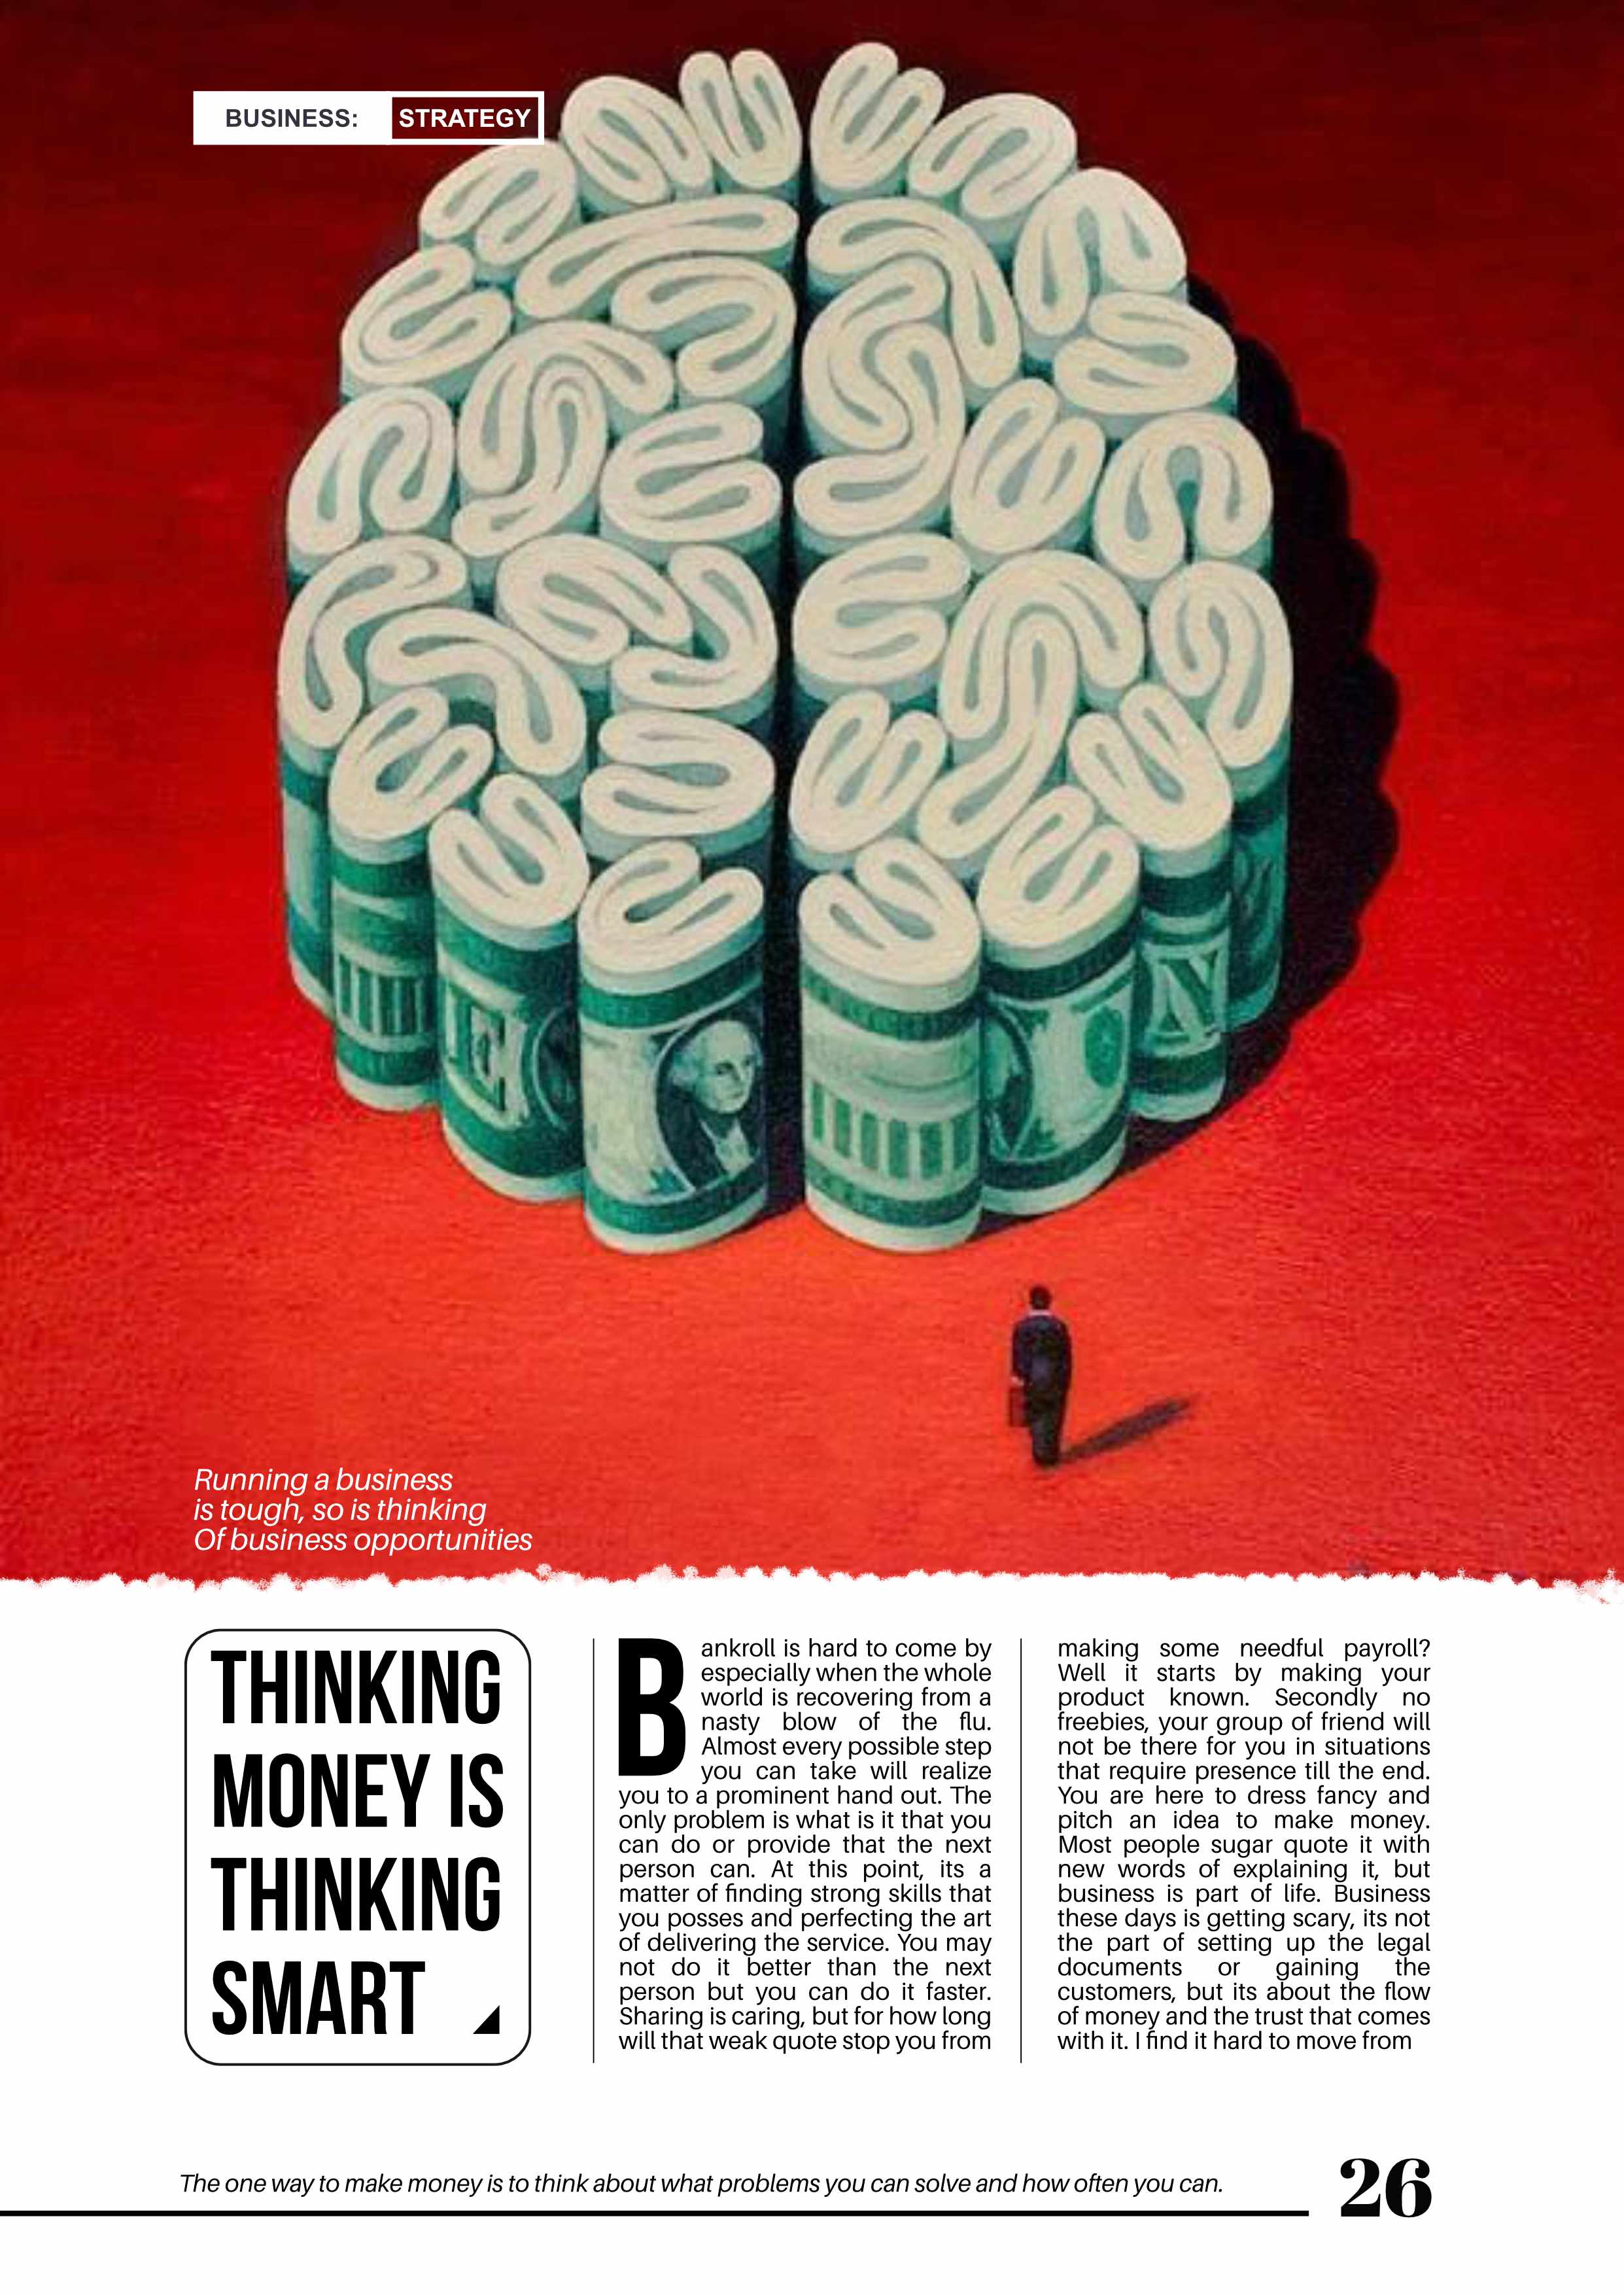 BUSINESS: STRATEGY
Running a business
is tough, so is thinking
Of business opportunities
THINKING
MONEY IS
THINKING
SMART
Bankroll is hard to come by
especially when the whole
world is recovering from a
nasty blow of the flu.
Almost every possible step
you can take will realize
you to a prominent hand out. The
only problem is what is it that you
can do or provide that the next
person can. At this point, its a
matter of finding strong skills that
you posses and perfecting the art
of delivering the service. You may
not do it better than the next
person but you can do it faster.
Sharing is caring, but for how long
will that weak quote stop you from
making some needful payroll?
Well it starts by making your
product known. Secondly no
freebies, your group of friend will
not be there for you in situations
that require presence till the end.
You are here to dress fancy and
pitch an idea to make money.
Most people sugar quote it with
new words of explaining it, but
business is part of life. Business
these days is getting scary, its not
the part of setting up the legal
documents or gaining the
customers, but its about the flow
of money and the trust that comes
with it. I find it hard to move from
The one way to make money is to think about what problems you can solve and how often you can.
26